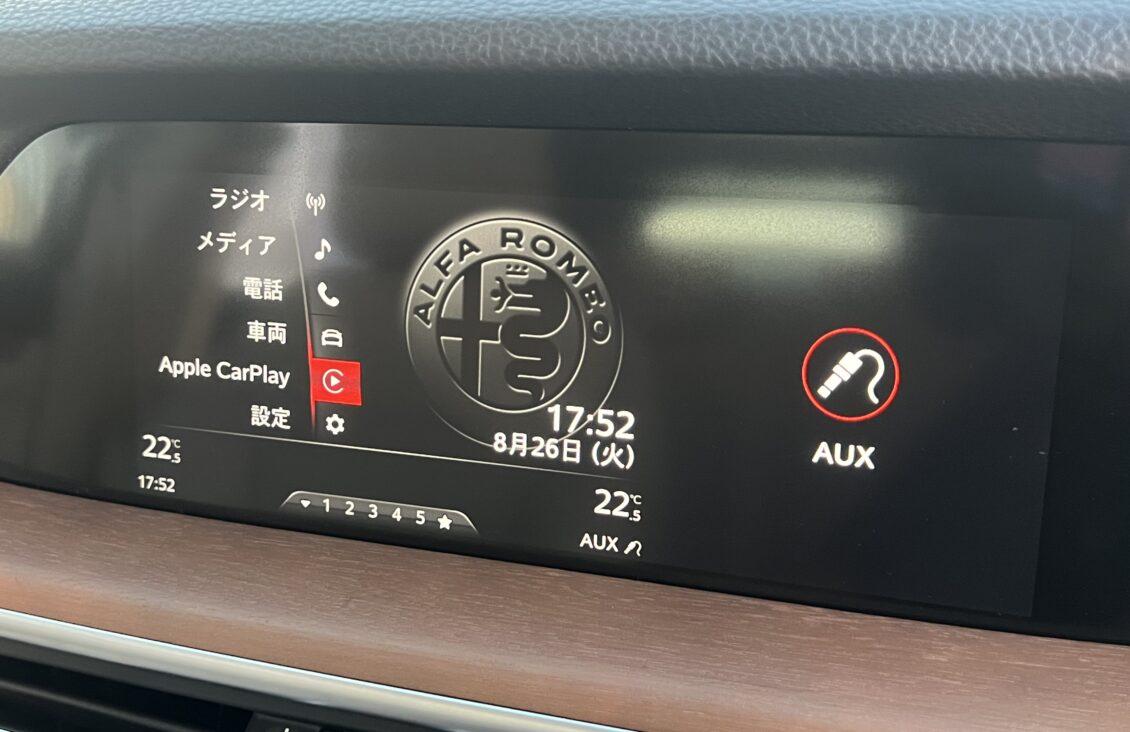 ラジオ
メディア
電話
車両
Apple CarPlay
設定
ALFA ROMEO
17:52
8月26日 (火)
22.5℃
17:52
1 2 3 4 5
22.5℃
AUX
AUX